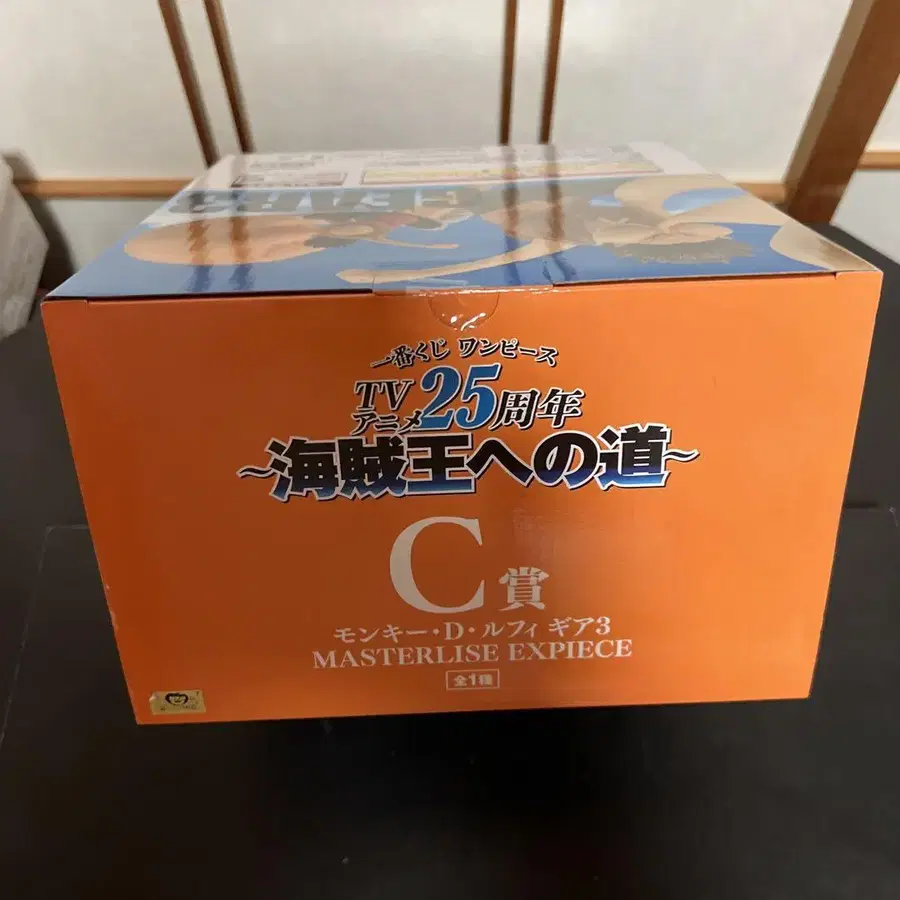 一番くじ ワンピース
TVアニメ25周年
～海賊王への道～
C賞
モンキー・D・ルフィ ギア3
MASTERLISE EXPIECE
全1種